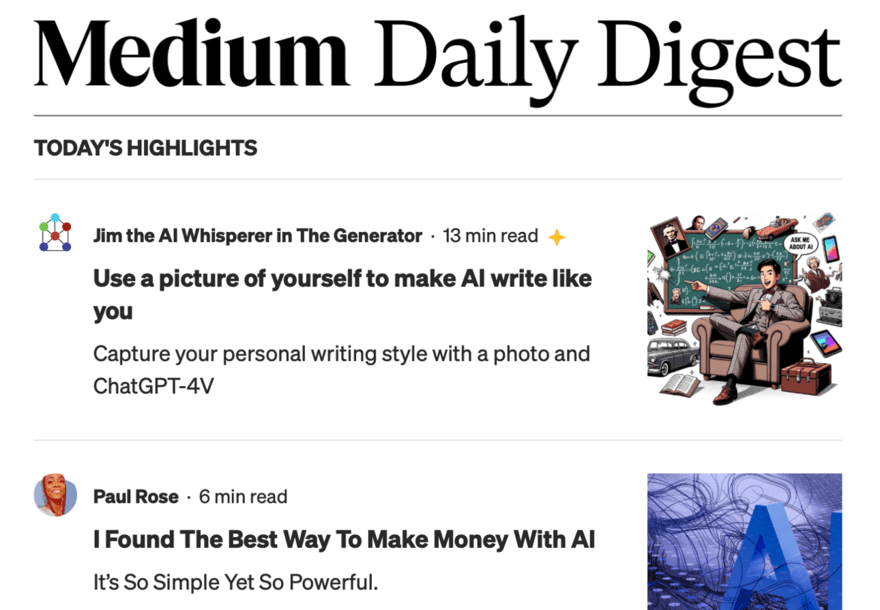 Medium Daily Digest
TODAY'S HIGHLIGHTS
Jim the AI Whisperer in The Generator · 13 min read
Use a picture of yourself to make AI write like
you
Capture your personal writing style with a photo and
ChatGPT-4V
ASK ME
ABOUT AI
Paul Rose · 6 min read
I Found The Best Way To Make Money With AI
It's So Simple Yet So Powerful.
AI